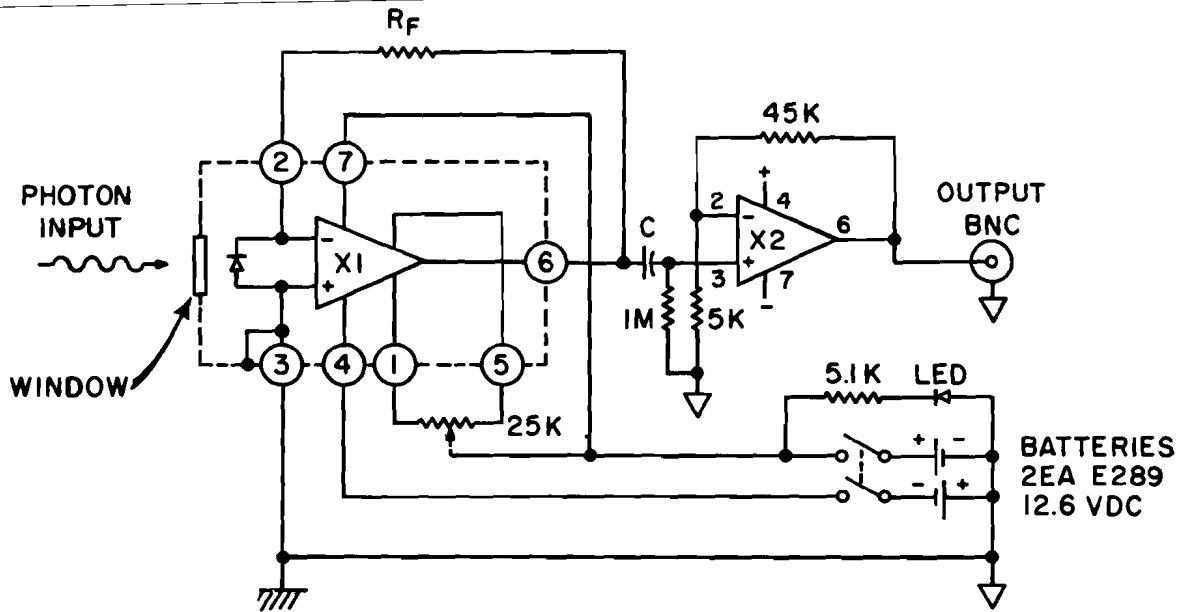 R_F
45K
2
7
PHOTON
INPUT
OUTPUT
BNC
-
X1
+
6
C
2
-
+
4
X2
6
3
+
7
-
1M
5K
3
4
1
5
WINDOW
25K
5.1K
LED
+ -
- +
BATTERIES
2EA E289
12.6 VDC